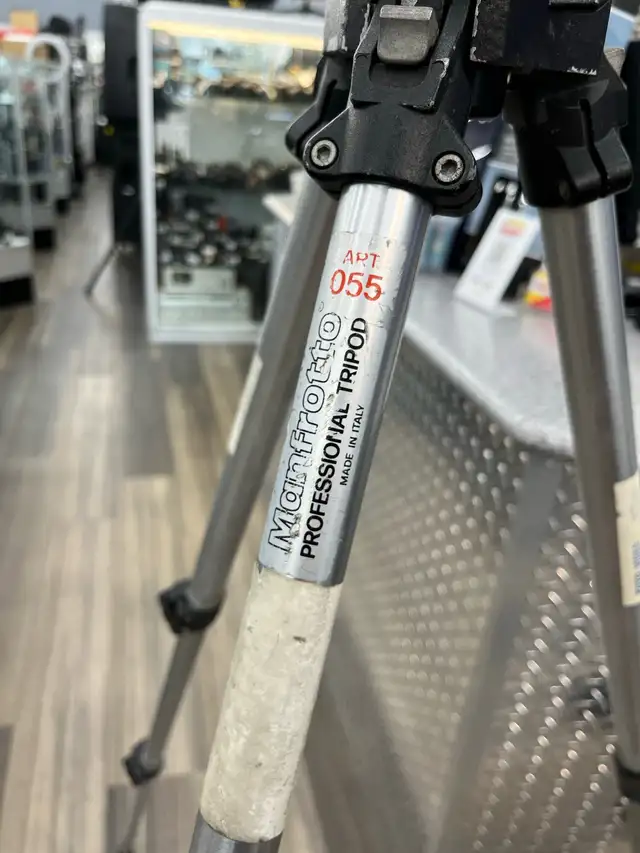 ART.
055
Manfrotto
PROFESSIONAL TRIPOD
MADE IN ITALY